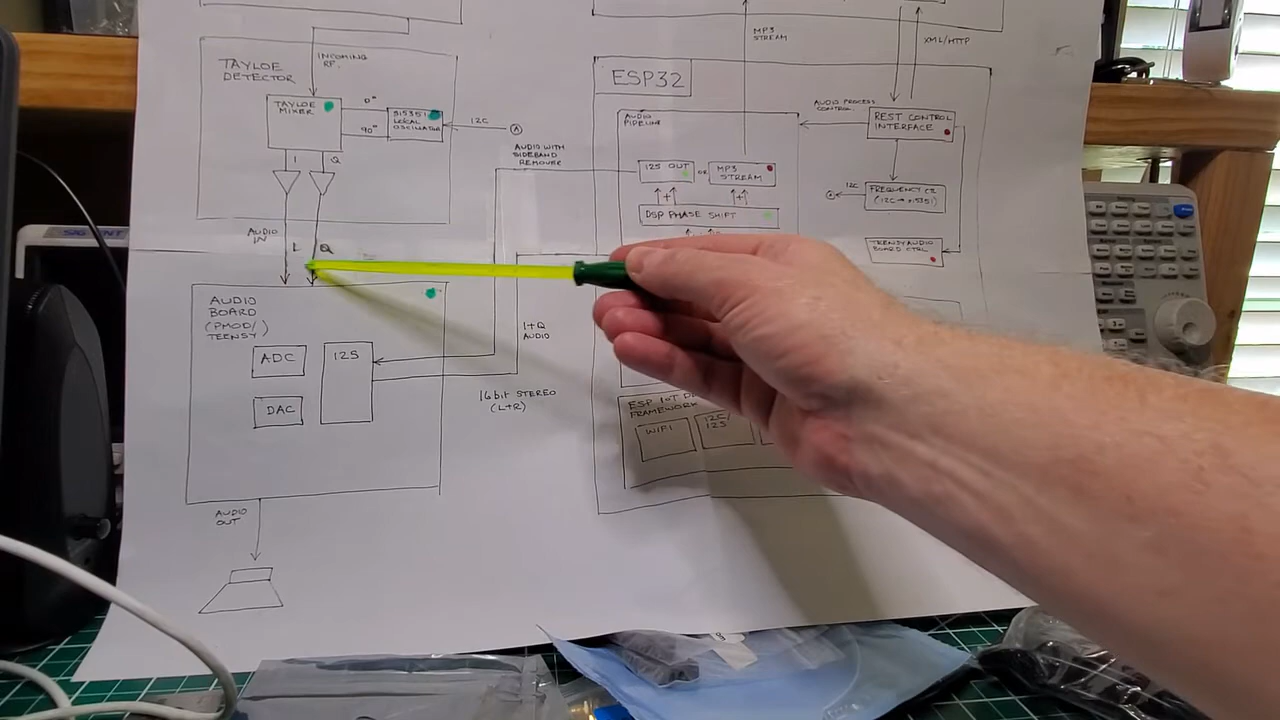 TAYLOE
DETECTOR
INCOMING
RF.
TAYLOE
MIXER
0°
90°
SI5351
LOCAL
OSCILLATOR
I2C
A
I
Q
AUDIO
IN
L
Q
AUDIO
BOARD
(PMOD/
TEENSY)
ADC
DAC
I2S
AUDIO
OUT
AUDIO WITH
SIDEBAND
REMOVED
I+Q
AUDIO
16bit STEREO
(L+R)
MP3
STREAM
XML/HTTP
ESP32
AUDIO
PIPELINE
I2S OUT
OR
MP3
STREAM
DSP PHASE SHIFT
AUDIO PROCESS
CONTROL
REST CONTROL
INTERFACE
I2C
A
FREQUENCY CTL
(I2C → SI5351)
TEENSY AUDIO
BOARD CTRL.
ESP IOT
FRAMEWORK
WIFI
I2C/
I2S